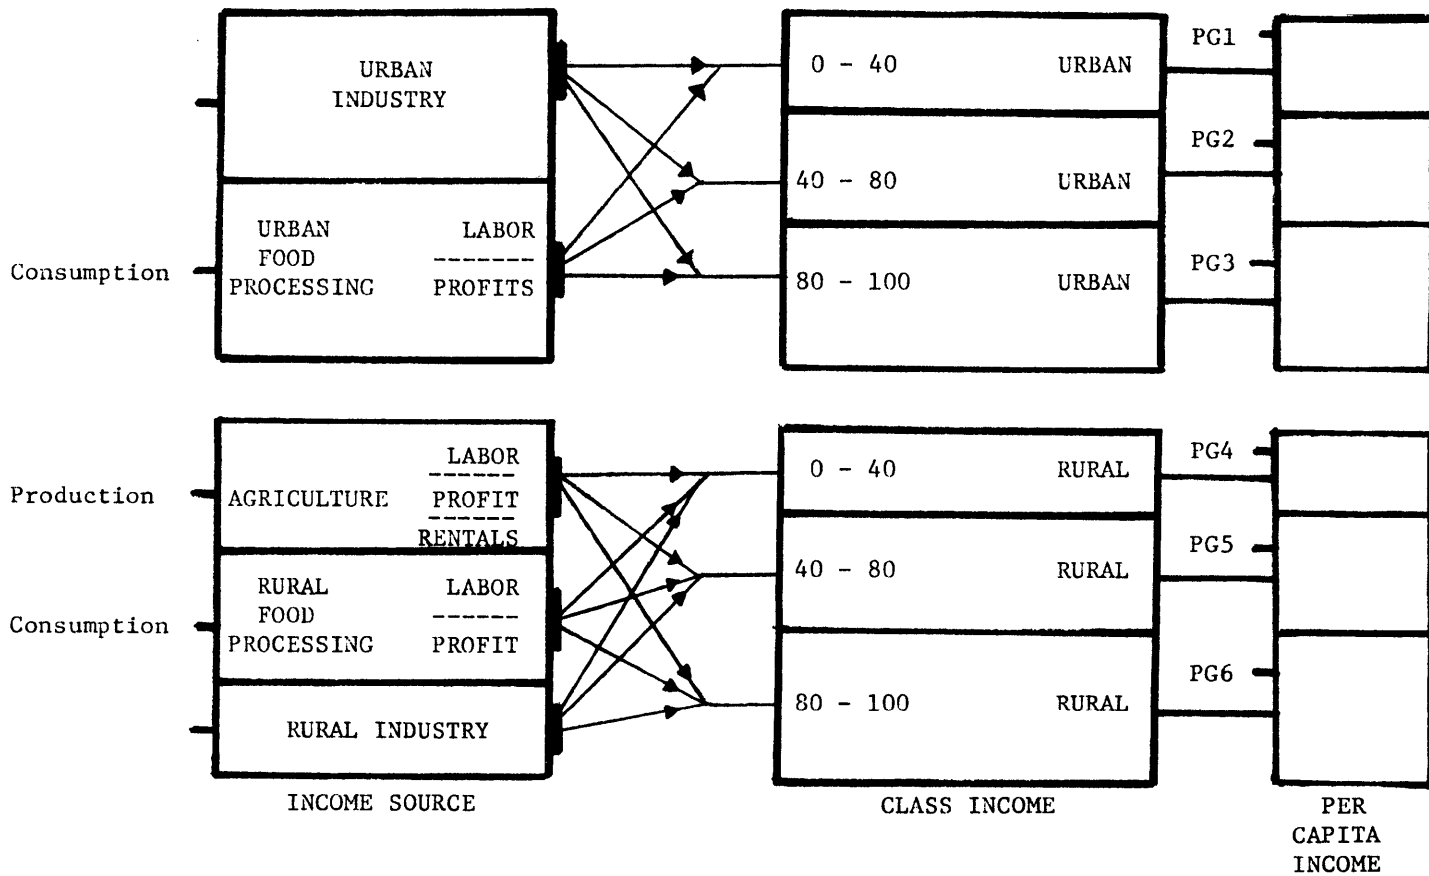 URBAN
INDUSTRY
Consumption
URBAN
FOOD
PROCESSING
LABOR
-------
PROFITS
0 - 40 URBAN
40 - 80 URBAN
80 - 100 URBAN
PG1
PG2
PG3
Production
AGRICULTURE
LABOR
------
PROFIT
------
RENTALS
Consumption
RURAL
FOOD
PROCESSING
LABOR
------
PROFIT
RURAL INDUSTRY
0 - 40 RURAL
40 - 80 RURAL
80 - 100 RURAL
PG4
PG5
PG6
INCOME SOURCE
CLASS INCOME
PER
CAPITA
INCOME